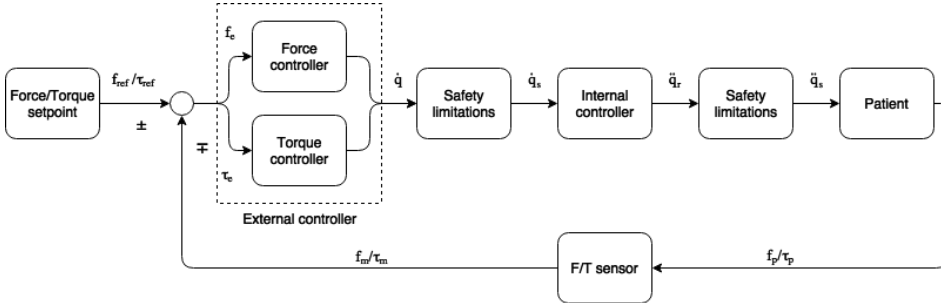 f_e
Force
controller
f_ref/τ_ref
Force/Torque
setpoint
±
∓
q̇
Safety
limitations
q̇_s
Internal
controller
q̈_r
Safety
limitations
q̈_s
Patient
Torque
controller
τ_e
External controller
f_m/τ_m
F/T sensor
f_p/τ_p